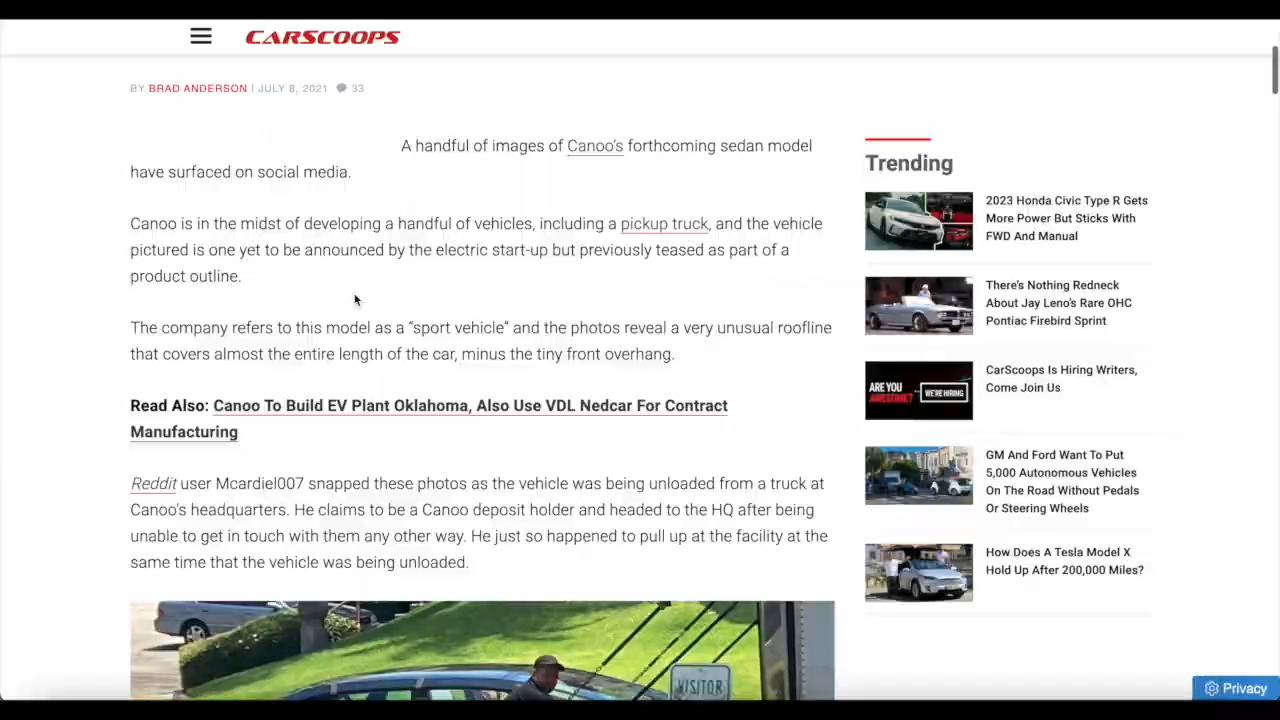 CARSCOOPS
BY BRAD ANDERSON | JULY 8, 2021 33
A handful of images of Canoo's forthcoming sedan model
have surfaced on social media.
Canoo is in the midst of developing a handful of vehicles, including a pickup truck, and the vehicle
pictured is one yet to be announced by the electric start-up but previously teased as part of a
product outline.
The company refers to this model as a “sport vehicle” and the photos reveal a very unusual roofline
that covers almost the entire length of the car, minus the tiny front overhang.
Read Also: Canoo To Build EV Plant Oklahoma, Also Use VDL Nedcar For Contract
Manufacturing
Reddit user Mcardiel007 snapped these photos as the vehicle was being unloaded from a truck at
Canoo's headquarters. He claims to be a Canoo deposit holder and headed to the HQ after being
unable to get in touch with them any other way. He just so happened to pull up at the facility at the
same time that the vehicle was being unloaded.
VISITOR
Trending
2023 Honda Civic Type R Gets
More Power But Sticks With
FWD And Manual
There's Nothing Redneck
About Jay Leno's Rare OHC
Pontiac Firebird Sprint
ARE YOU
AWESOME?
WE'RE HIRING
CarScoops Is Hiring Writers,
Come Join Us
GM And Ford Want To Put
5,000 Autonomous Vehicles
On The Road Without Pedals
Or Steering Wheels
How Does A Tesla Model X
Hold Up After 200,000 Miles?
Privacy